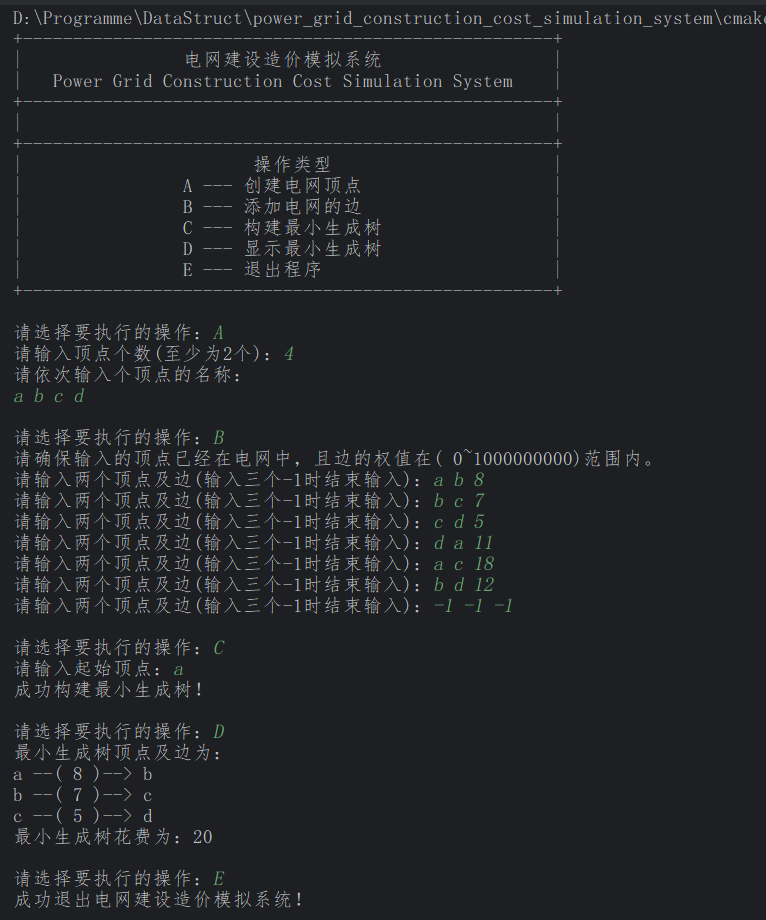 D:\Programme\DataStruct\power_grid_construction_cost_simulation_system\cmake
+-----------------------------------------------------+
| 电网建设造价模拟系统 |
| Power Grid Construction Cost Simulation System |
+-----------------------------------------------------+
| |
+-----------------------------------------------------+
| 操作类型 |
| A --- 创建电网顶点 |
| B --- 添加电网的边 |
| C --- 构建最小生成树 |
| D --- 显示最小生成树 |
| E --- 退出程序 |
+-----------------------------------------------------+
请选择要执行的操作：A
请输入顶点个数(至少为2个)：4
请依次输入个顶点的名称：
a b c d
请选择要执行的操作：B
请确保输入的顶点已经在电网中，且边的权值在( 0~1000000000)范围内。
请输入两个顶点及边(输入三个-1时结束输入)：a b 8
请输入两个顶点及边(输入三个-1时结束输入)：b c 7
请输入两个顶点及边(输入三个-1时结束输入)：c d 5
请输入两个顶点及边(输入三个-1时结束输入)：d a 11
请输入两个顶点及边(输入三个-1时结束输入)：a c 18
请输入两个顶点及边(输入三个-1时结束输入)：b d 12
请输入两个顶点及边(输入三个-1时结束输入)：-1 -1 -1
请选择要执行的操作：C
请输入起始顶点：a
成功构建最小生成树！
请选择要执行的操作：D
最小生成树顶点及边为：
a --( 8 )--> b
b --( 7 )--> c
c --( 5 )--> d
最小生成树花费为：20
请选择要执行的操作：E
成功退出电网建设造价模拟系统！